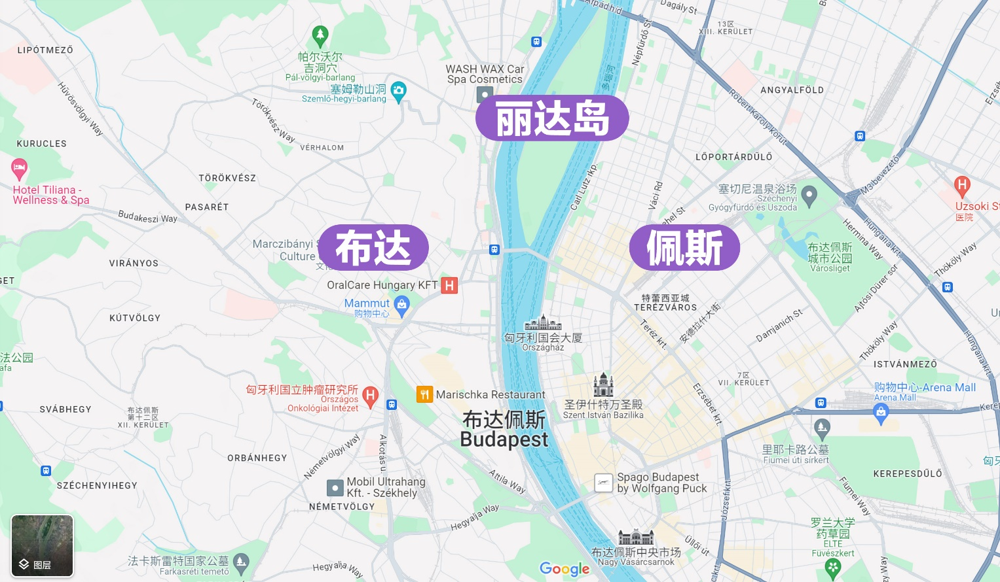 Árpád híd
Dagály St
13区
XIII. KERÜLET
Népfürdő St
LIPÓTMEZŐ
帕尔沃尔
吉洞穴
Pál-völgyi-barlang
塞姆勒山洞
Szemlő-hegyi-barlang
WASH WAX Car
Spa Cosmetics
多瑙河
ANGYALFÖLD
Hűvösvölgyi Way
Törökvész Way
丽达岛
Róbert Károly körút
KURUCLES
VÉRHALOM
LŐPORTÁRDŰLŐ
M3 bevezető
Hotel Tiliana -
Wellness & Spa
TÖRÖKVÉSZ
Carl Lutz rkp.
Váci Rd
塞切尼温泉浴场
Széchenyi
Gyógyfürdő és Uszoda
Uzsoki St
医院
PASARÉT
Budakeszi Way
ehel St
Hungária krt.
Hermina Way
Marczibányi S
Culture
布达
佩斯
布达佩斯
城市公园
Városliget
Thököly Way
VIRÁNYOS
GET
OralCare Hungary KFT
Ajtósi Dürer sor
Mammut
购物中心
特蕾西亚城
TERÉZVÁROS
KÚTVÖLGY
安德拉什大街
Teréz krt.
Damjanich St
匈牙利国会大厦
Országház
Thököly Way
Hungária krt.
法公园
afa
ISTVÁNMEZŐ
7区
VII. KERÜLET
匈牙利国立肿瘤研究所
Országos
Onkológiai Intézet
Marischka Restaurant
圣伊什特万圣殿
Szent István Bazilika
Erzsébet krt.
购物中心-Arena Mall
Arena Mall
SVÁBHEGY
布达佩斯
第十二区
XII. KERÜLET
布达佩斯
Budapest
Kere
里耶卡路公墓
Fiumei úti sírkert
ORBÁNHEGY
Németvölgyi Way
Alkotás u.
KEREPESDŰLŐ
Attila Way
Spago Budapest
by Wolfgang Puck
SZÉCHENYIHEGY
Mobil Ultrahang
Kft. - Székhely
NÉMETVÖLGY
Fiumei Way
József krt.
Hegyalja Way
罗兰大学
药草园
ELTE
Füvészkert
Üllői út
图层
法卡斯雷特国家公墓
Farkasréti temető
Hegyalja Way
Google
布达佩斯中央市场
Nagy Vásárcsarnok